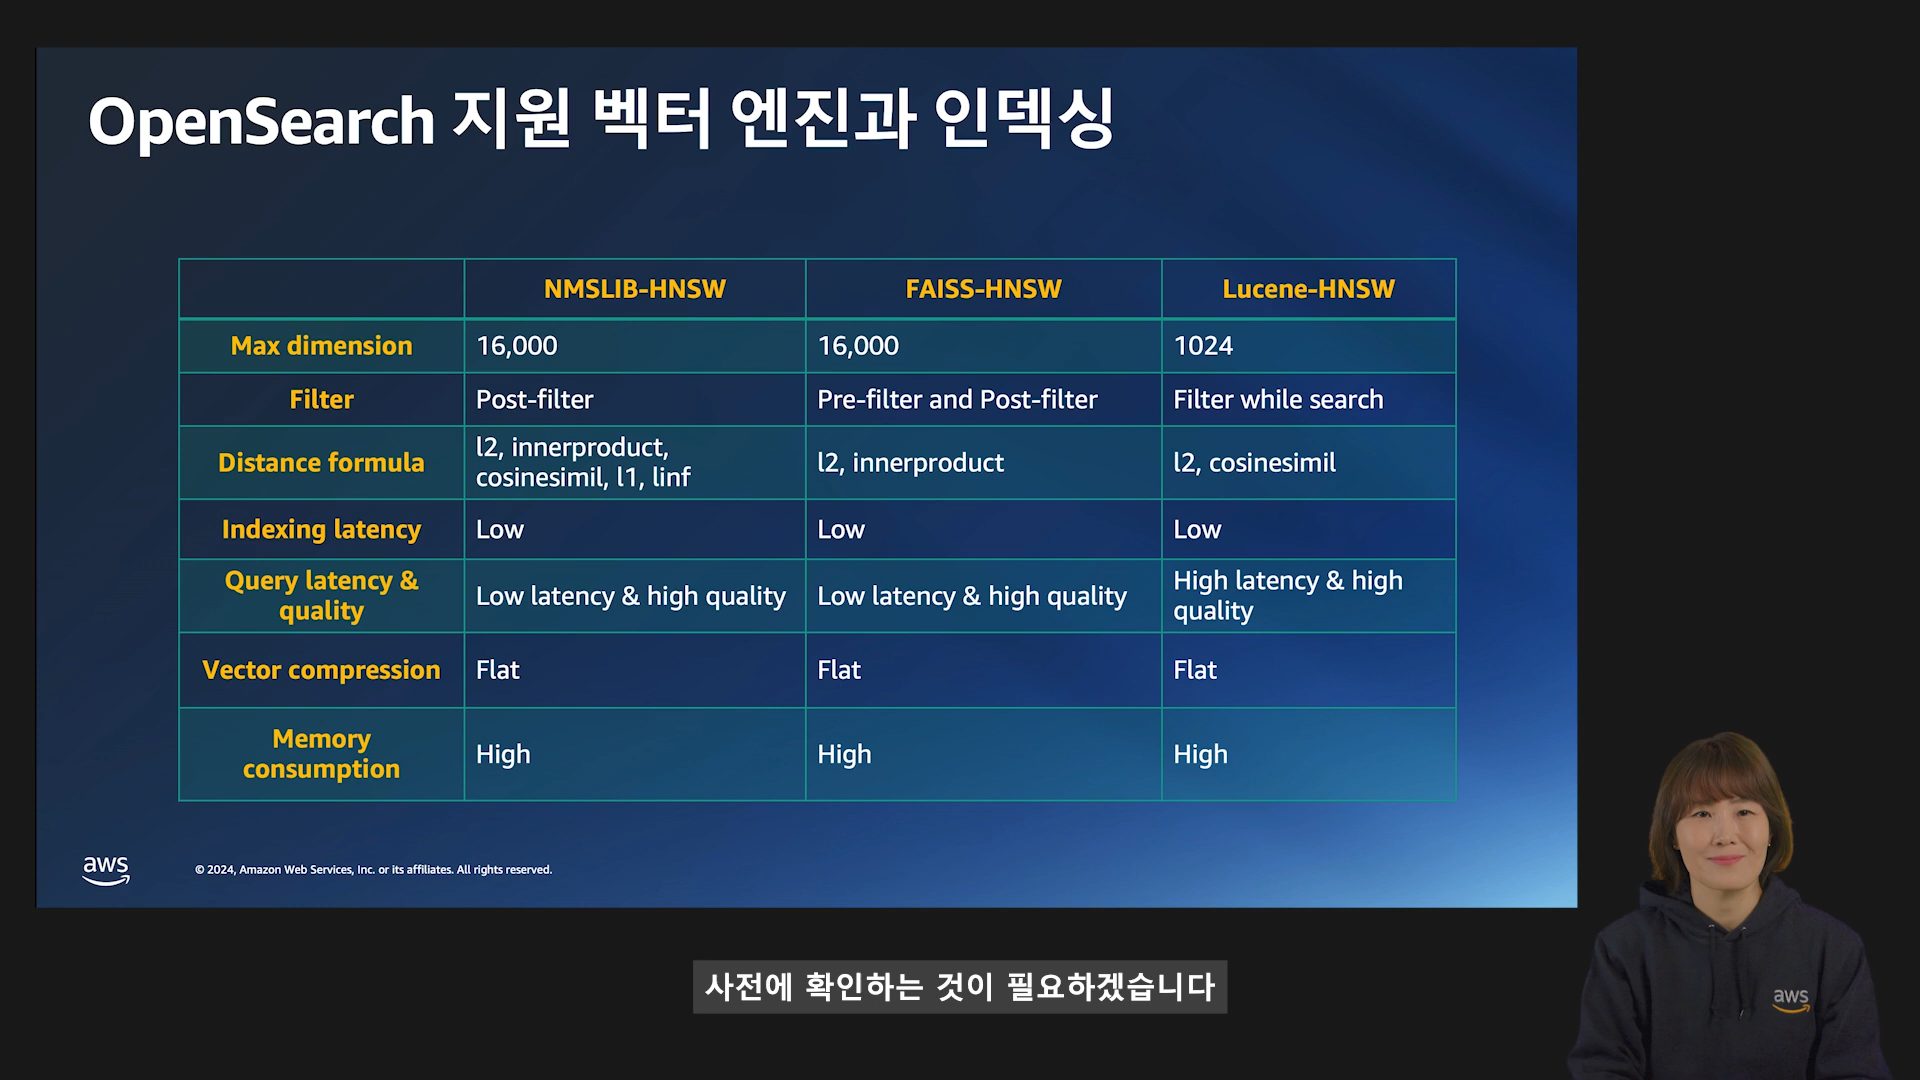 OpenSearch 지원 벡터 엔진과 인덱싱
NMSLIB-HNSW
FAISS-HNSW
Lucene-HNSW
Max dimension
16,000
16,000
1024
Filter
Post-filter
Pre-filter and Post-filter
Filter while search
Distance formula
l2, innerproduct,
cosinesimil, l1, linf
l2, innerproduct
l2, cosinesimil
Indexing latency
Low
Low
Low
Query latency &
quality
Low latency & high quality
Low latency & high quality
High latency & high
quality
Vector compression
Flat
Flat
Flat
Memory
consumption
High
High
High
aws
© 2024, Amazon Web Services, Inc. or its affiliates. All rights reserved.
사전에 확인하는 것이 필요하겠습니다
aws